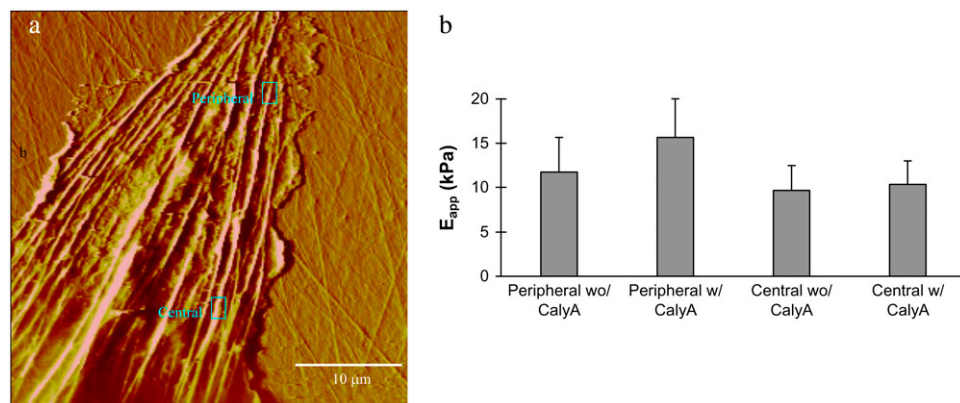 a
Peripheral
b
Central
10 μm
b
E_app (kPa)
20
15
10
5
0
Peripheral wo/
CalyA
Peripheral w/
CalyA
Central wo/
CalyA
Central w/
CalyA